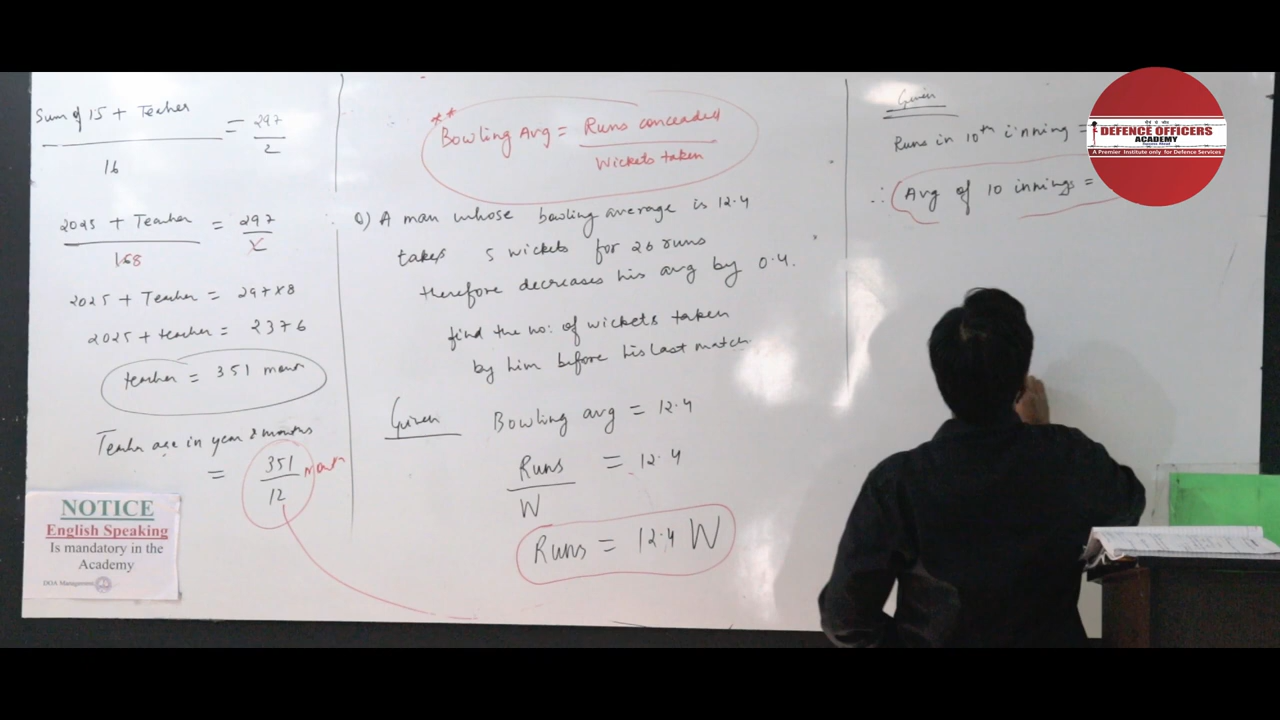 Sum of 15 + Teacher
16
= 297
2
2025 + Teacher
168
= 297
2
2025 + Teacher = 297×8
2025 + teacher = 2376
teacher = 351
Teacher age in year & months
= 351
12
NOTICE
English Speaking
Is mandatory in the
Academy
DOA Management
**
Bowling Avg = Runs conceaded
Wickets taken
Q) A man whose bowling average is 12.4
takes 5 wickets for 26 runs
therefore decreases his avg by 0.4.
find the no: of wickets taken
by him before his last match.
Given Bowling avg = 12.4
Runs = 12.4
W
Runs = 12.4 W
Given
Runs in 10th inning =
∴ Avg of 10 innings =
DEFENCE OFFICERS
ACADEMY
A Premier Institute only for Defence Services